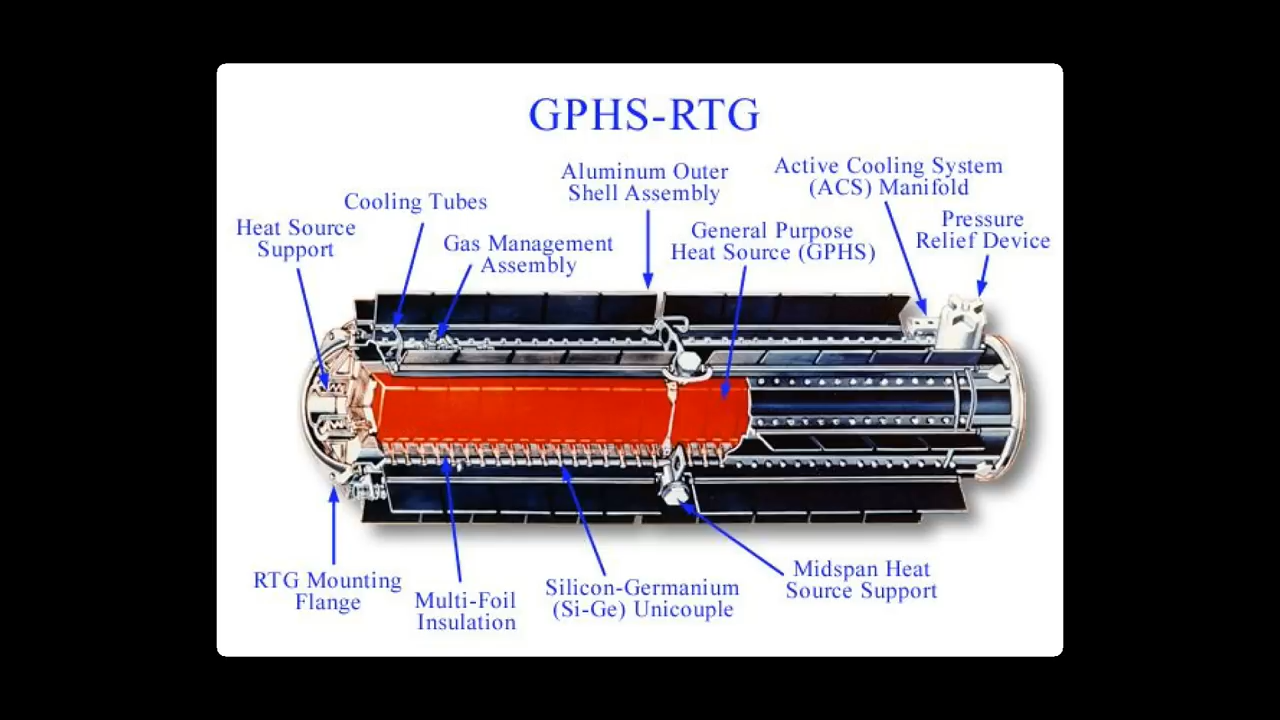 GPHS-RTG
Aluminum Outer
Shell Assembly
Active Cooling System
(ACS) Manifold
Cooling Tubes
Heat Source
Support
Gas Management
Assembly
General Purpose
Heat Source (GPHS)
Pressure
Relief Device
RTG Mounting
Flange
Multi-Foil
Insulation
Silicon-Germanium
(Si-Ge) Unicouple
Midspan Heat
Source Support